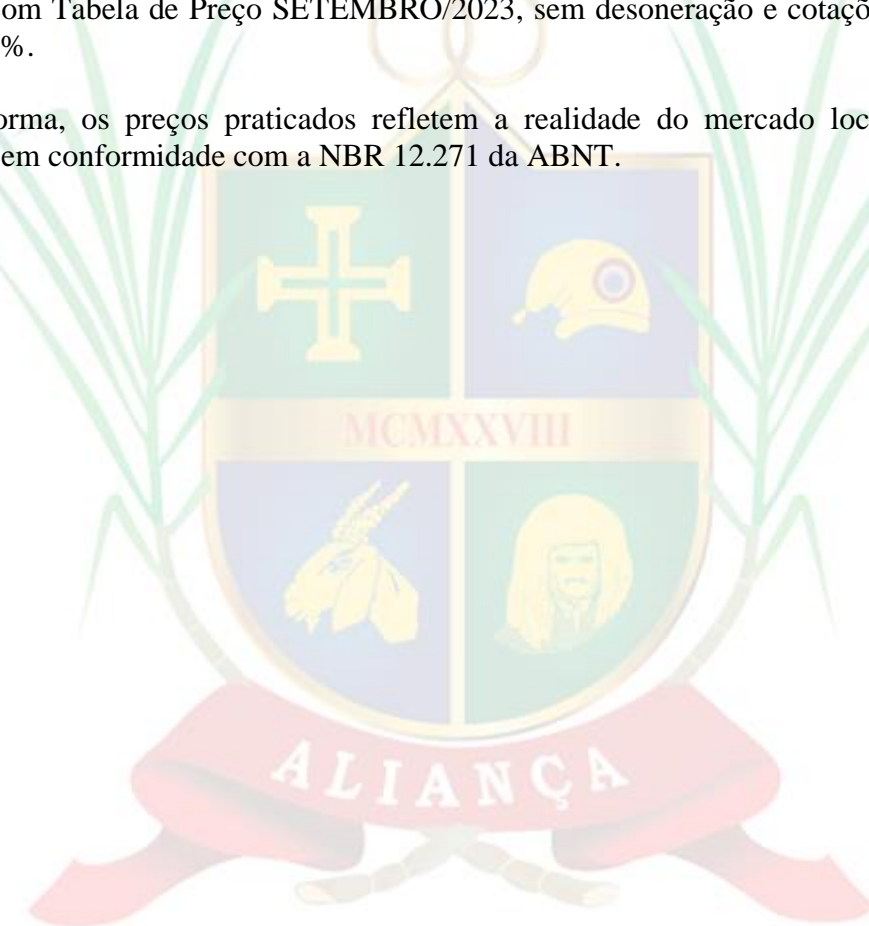 om Tabela de Preço SETEMBRO/2023, sem desoneração e cotaçõ
%.
orma, os preços praticados refletem a realidade do mercado loc
em conformidade com a NBR 12.271 da ABNT.
MCMXXVIII
ALIANÇA